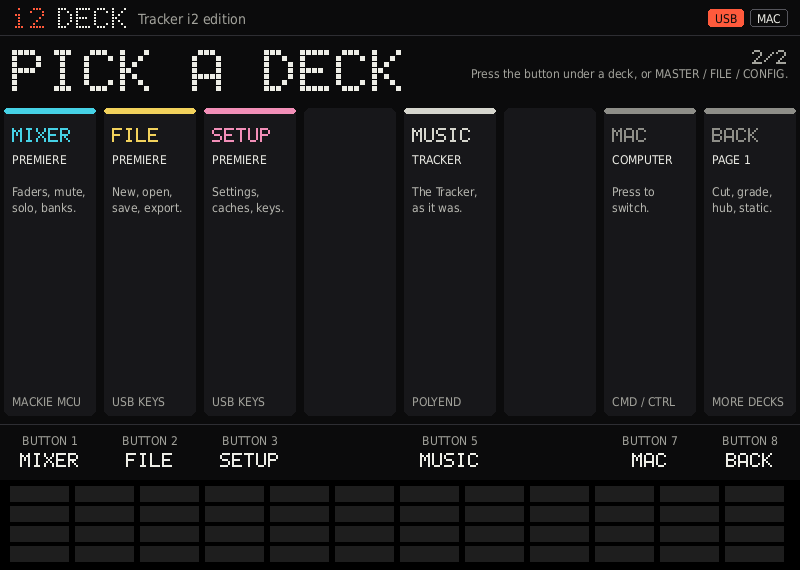 i2 DECK Tracker i2 edition USB MAC
PICK A DECK
2/2
Press the button under a deck, or MASTER / FILE / CONFIG.
MIXER
PREMIERE
Faders, mute,
solo, banks.
MACKIE MCU
FILE
PREMIERE
New, open,
save, export.
USB KEYS
SETUP
PREMIERE
Settings,
caches, keys.
USB KEYS
MUSIC
TRACKER
The Tracker,
as it was.
POLYEND
MAC
COMPUTER
Press to
switch.
CMD / CTRL
BACK
PAGE 1
Cut, grade,
hub, static.
MORE DECKS
BUTTON 1
MIXER
BUTTON 2
FILE
BUTTON 3
SETUP
BUTTON 5
MUSIC
BUTTON 7
MAC
BUTTON 8
BACK